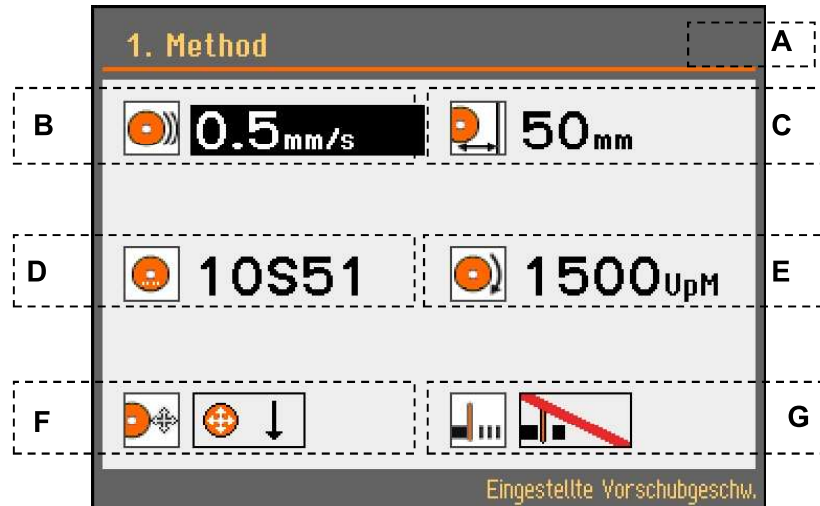 1. Method
A
B
0.5mm/s
50mm
C
D
10S51
1500UpM
E
F
G
Eingestellte Vorschubgeschw.